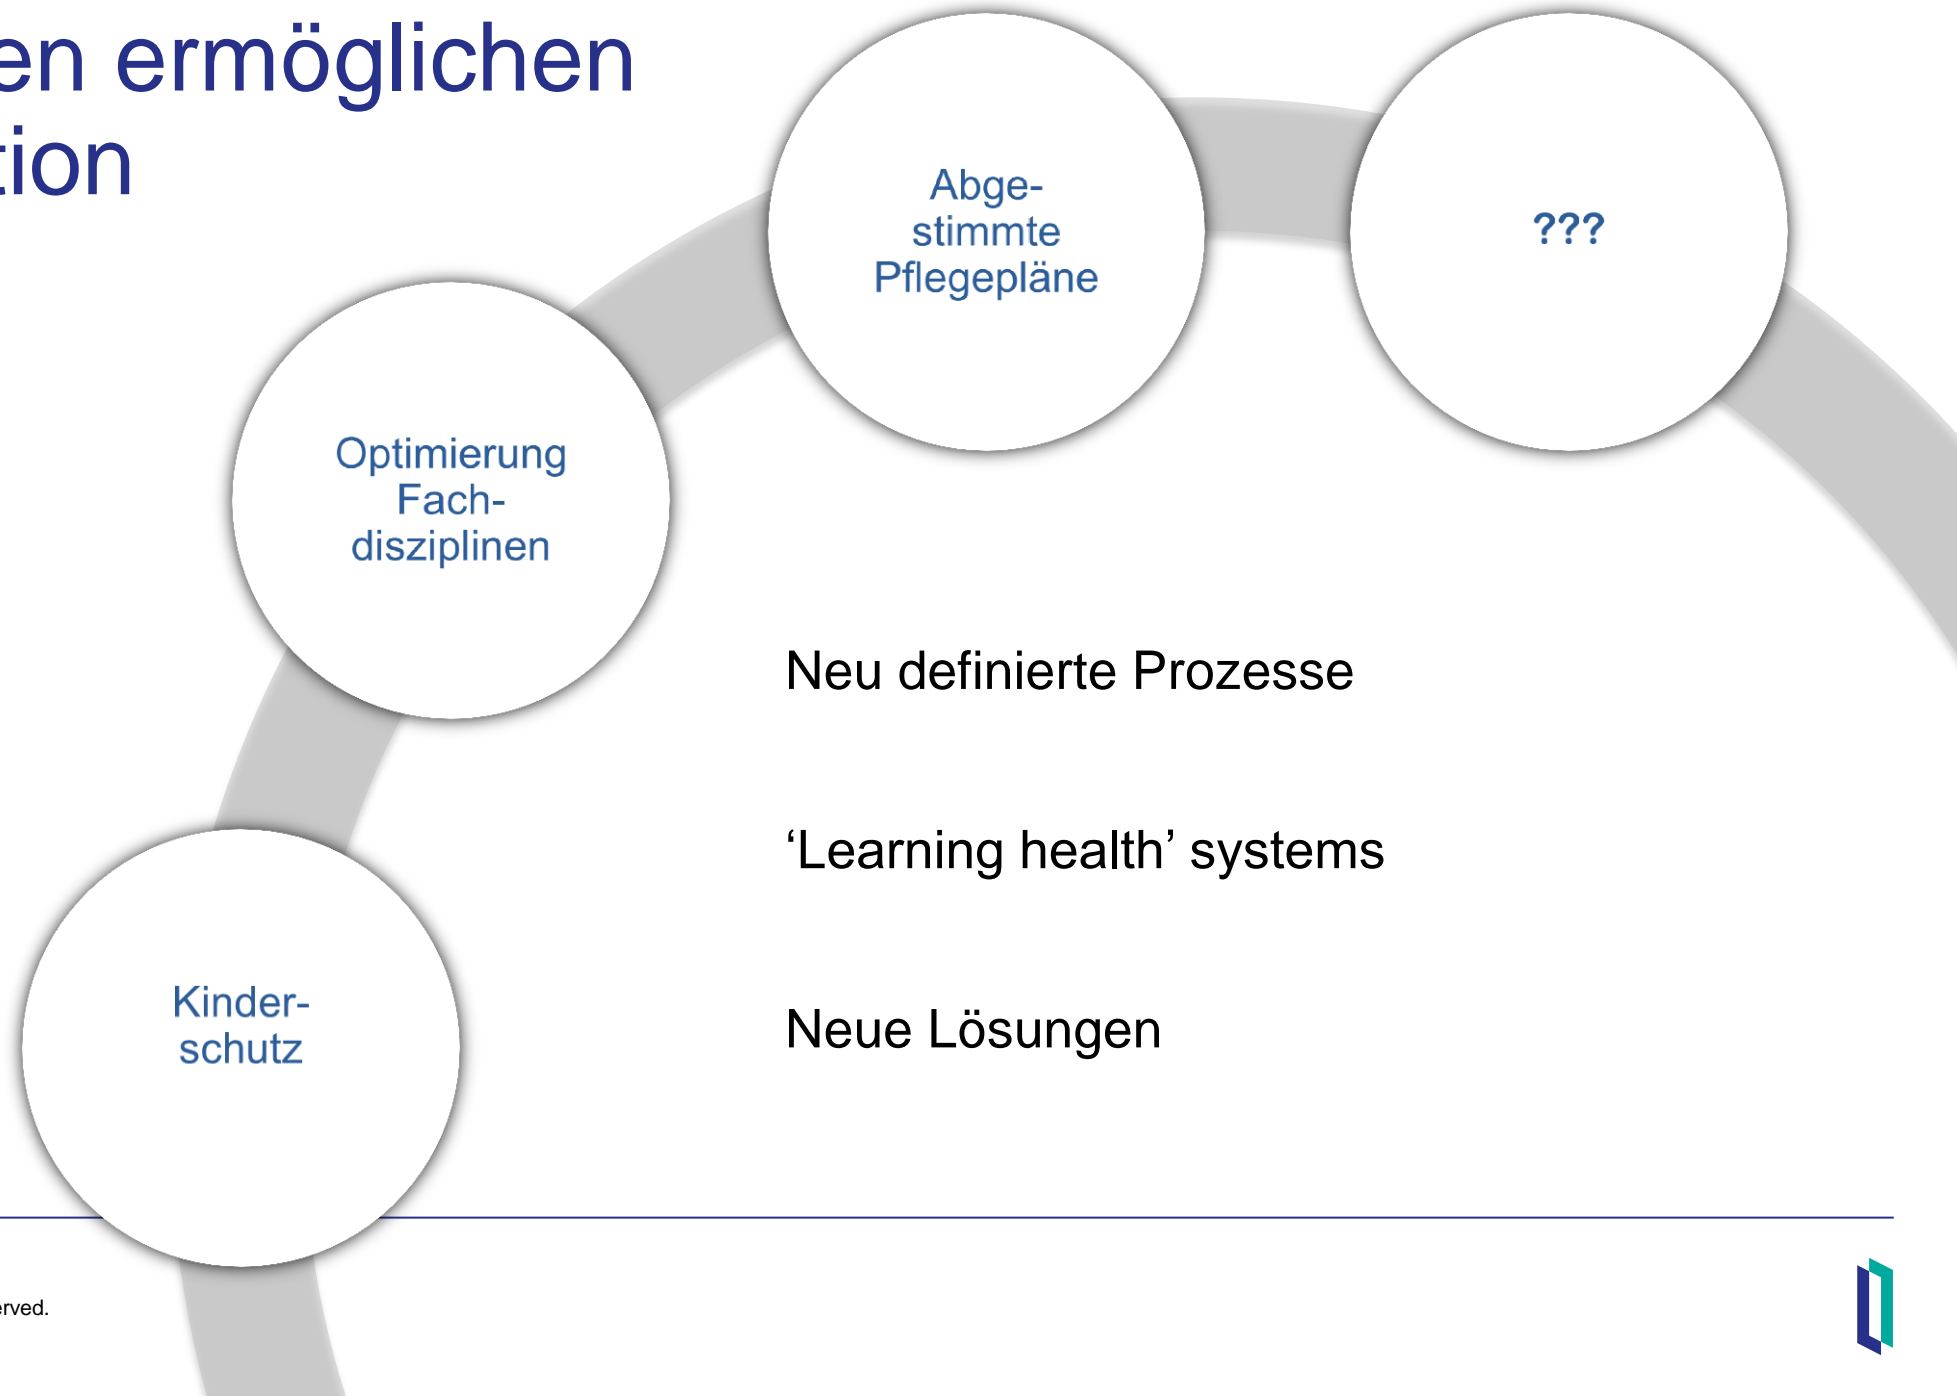 en ermöglichen
tion
Abge-
stimmte
Pflegepläne
???
Optimierung
Fach-
disziplinen
Neu definierte Prozesse
‘Learning health’ systems
Kinder-
schutz
Neue Lösungen
erved.